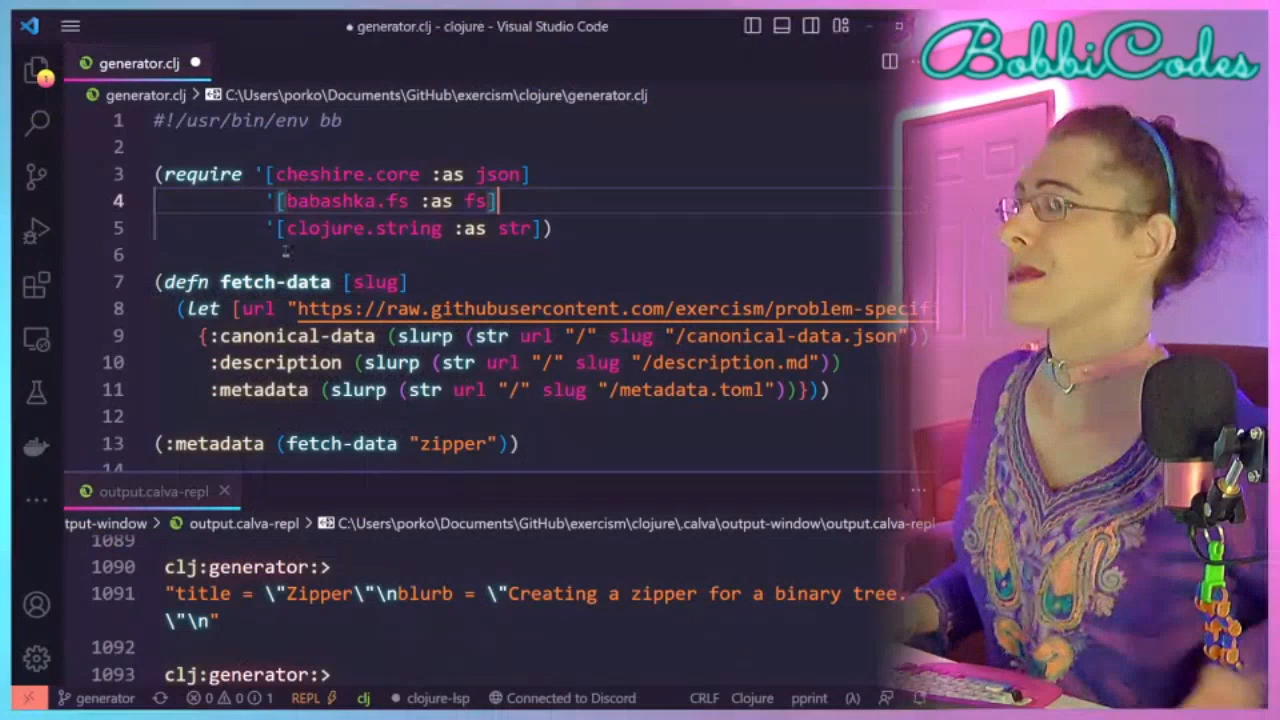 generator.clj - clojure - Visual Studio Code
BobbiCodes
generator.clj
generator.clj > C:\Users\porko\Documents\GitHub\exercism\clojure\generator.clj
1 #!/usr/bin/env bb
2
3 (require '[cheshire.core :as json]
4 '[babashka.fs :as fs]
5 '[clojure.string :as str])
6
7 (defn fetch-data [slug]
8 (let [url "https://raw.githubusercontent.com/exercism/problem-specif
9 {:canonical-data (slurp (str url "/" slug "/canonical-data.json"))
10 :description (slurp (str url "/" slug "/description.md"))
11 :metadata (slurp (str url "/" slug "/metadata.toml"))}))
12
13 (:metadata (fetch-data "zipper"))
14
output.calva-repl
tput-window > output.calva-repl > C:\Users\porko\Documents\GitHub\exercism\clojure\.calva\output-window\output.calva-repl
1089
1090 clj:generator:>
1091 "title = \"Zipper\"\nblurb = \"Creating a zipper for a binary tree.
\"\n"
1092
1093 clj:generator:>
generator 0 0 1 REPL clj clojure-lsp Connected to Discord CRLF Clojure pprint (λ)